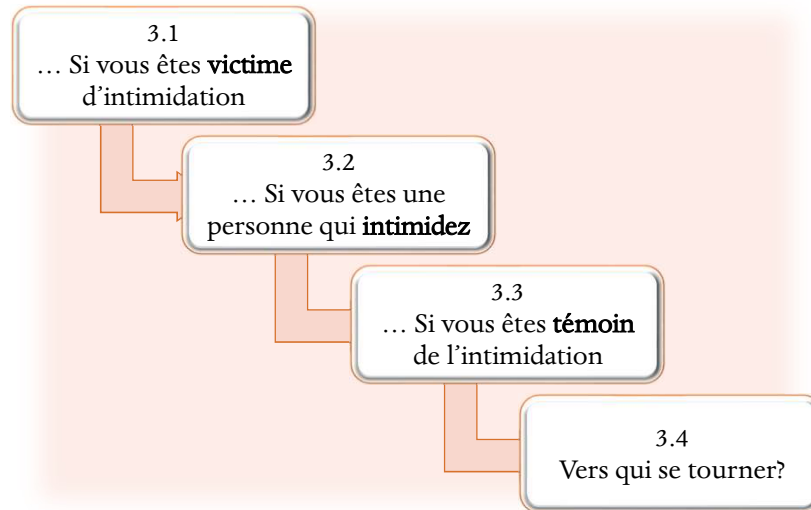 3.1
… Si vous êtes victime
d’intimidation
3.2
… Si vous êtes une
personne qui intimidez
3.3
… Si vous êtes témoin
de l’intimidation
3.4
Vers qui se tourner?